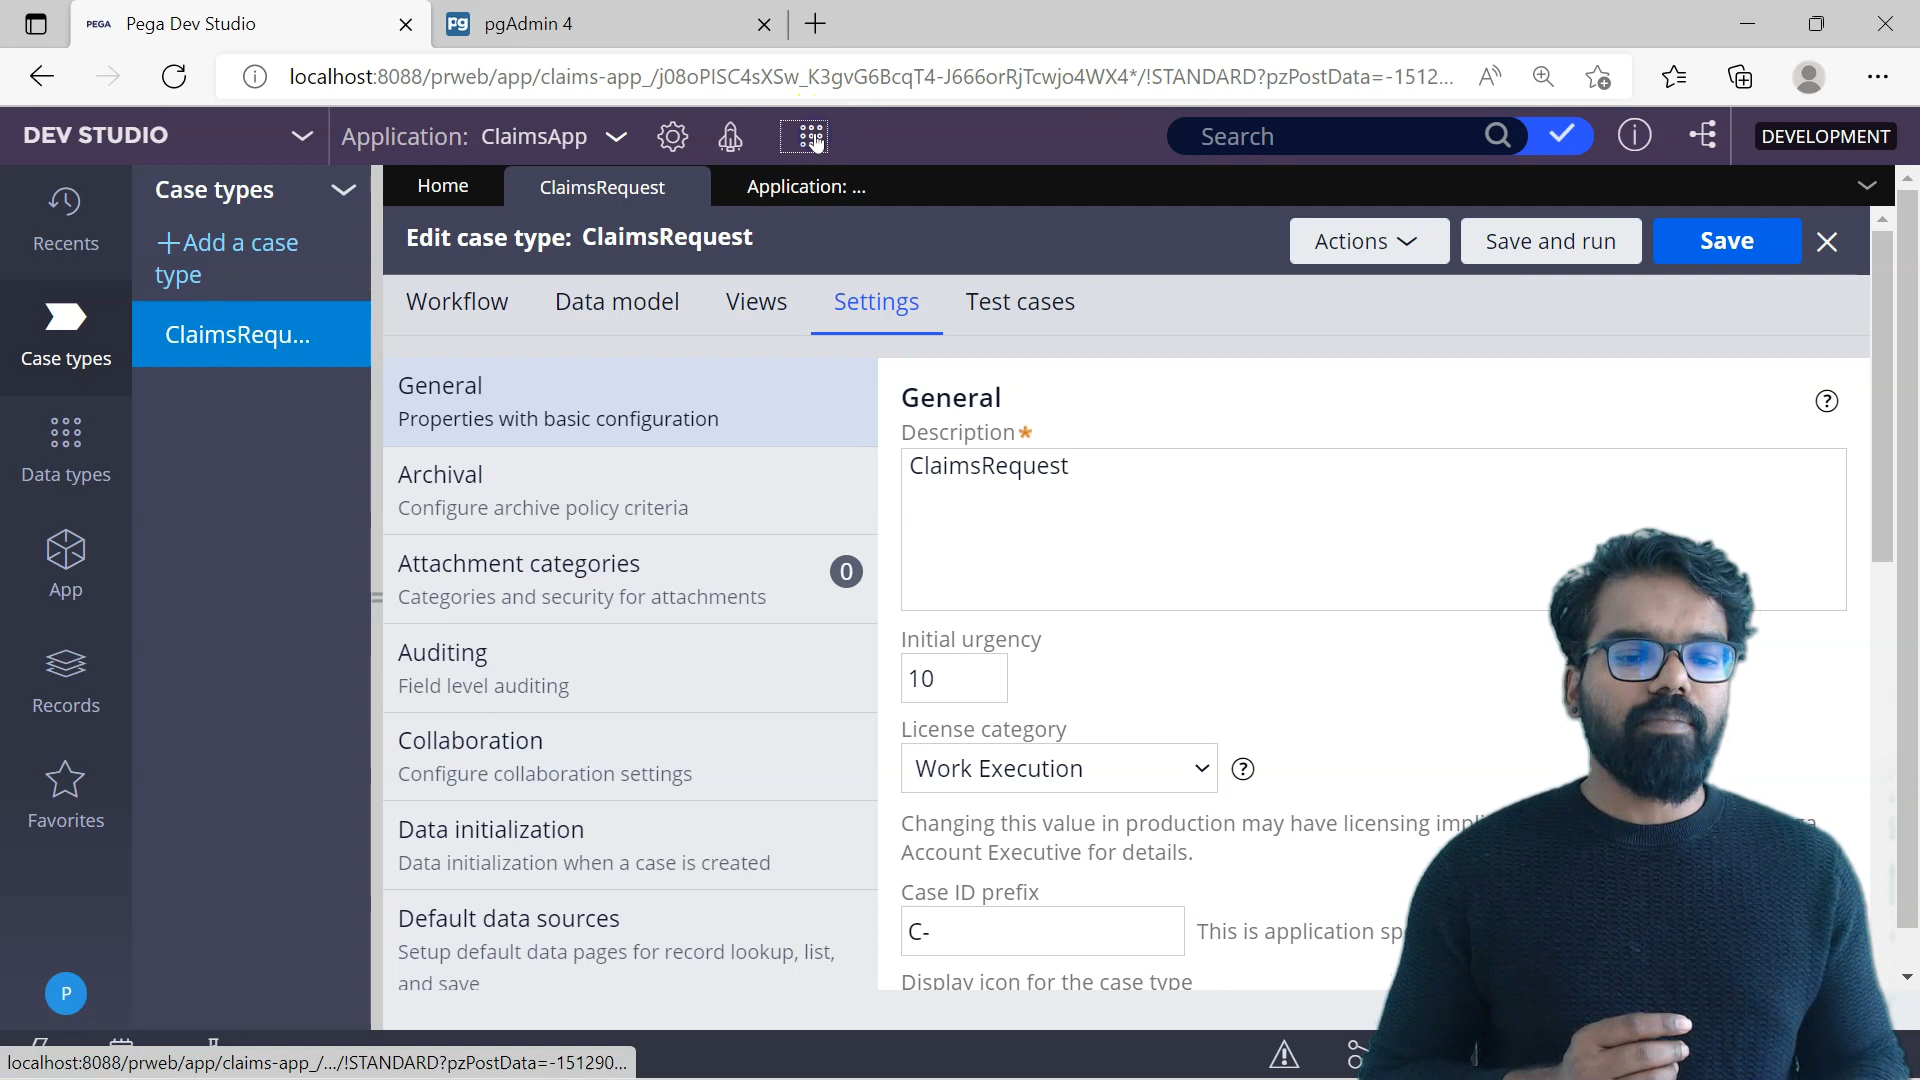 PEGA Pega Dev Studio
pg pgAdmin 4
localhost:8088/prweb/app/claims-app_/j08oPISC4sXSw_K3gvG6BcqT4-J666orRjTcwjo4WX4*/!STANDARD?pzPostData=-1512...
DEV STUDIO
Application: ClaimsApp
Search
DEVELOPMENT
Recents
Case types
Data types
App
Records
Favorites
P
Case types
+Add a case
type
ClaimsRequ...
Home
ClaimsRequest
Application: ...
Edit case type: ClaimsRequest
Actions
Save and run
Save
Workflow
Data model
Views
Settings
Test cases
General
Properties with basic configuration
Archival
Configure archive policy criteria
Attachment categories
0
Categories and security for attachments
Auditing
Field level auditing
Collaboration
Configure collaboration settings
Data initialization
Data initialization when a case is created
Default data sources
Setup default data pages for record lookup, list,
and save
General
Description*
ClaimsRequest
Initial urgency
10
License category
Work Execution
Changing this value in production may have licensing
Account Executive for details.
Case ID prefix
C-
This is application
Display icon for the case type
localhost:8088/prweb/app/claims-app_/.../!STANDARD?pzPostData=-151290...